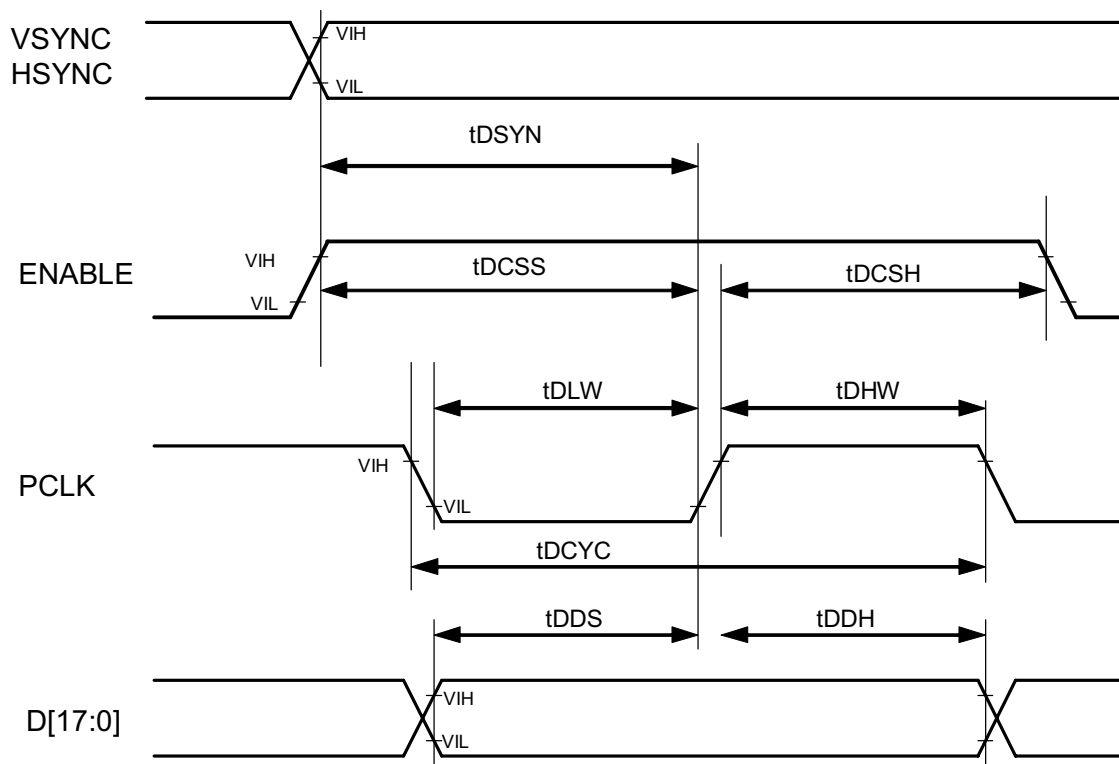 VSYNC
HSYNC
VIH
VIL
tDSYN
ENABLE
VIH
VIL
tDCSS
tDCSH
tDLW
tDHW
PCLK
VIH
VIL
tDCYC
tDDS
tDDH
D[17:0]
VIH
VIL